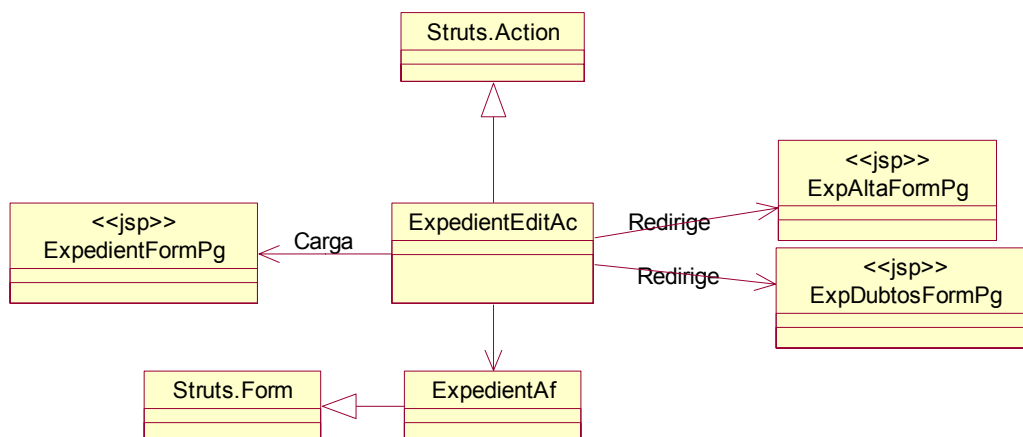 Struts.Action
<<jsp>>
ExpAltaFormPg
<<jsp>>
ExpedientFormPg
Carga
ExpedientEditAc
Redirige
Redirige
<<jsp>>
ExpDubtosFormPg
Struts.Form
ExpedientAf